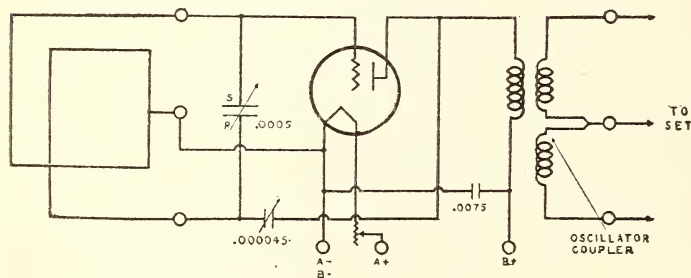 S
R .0005
TO
SET
.0075
.000045
A-
B-
A+
B+
OSCILLATOR
COUPLER